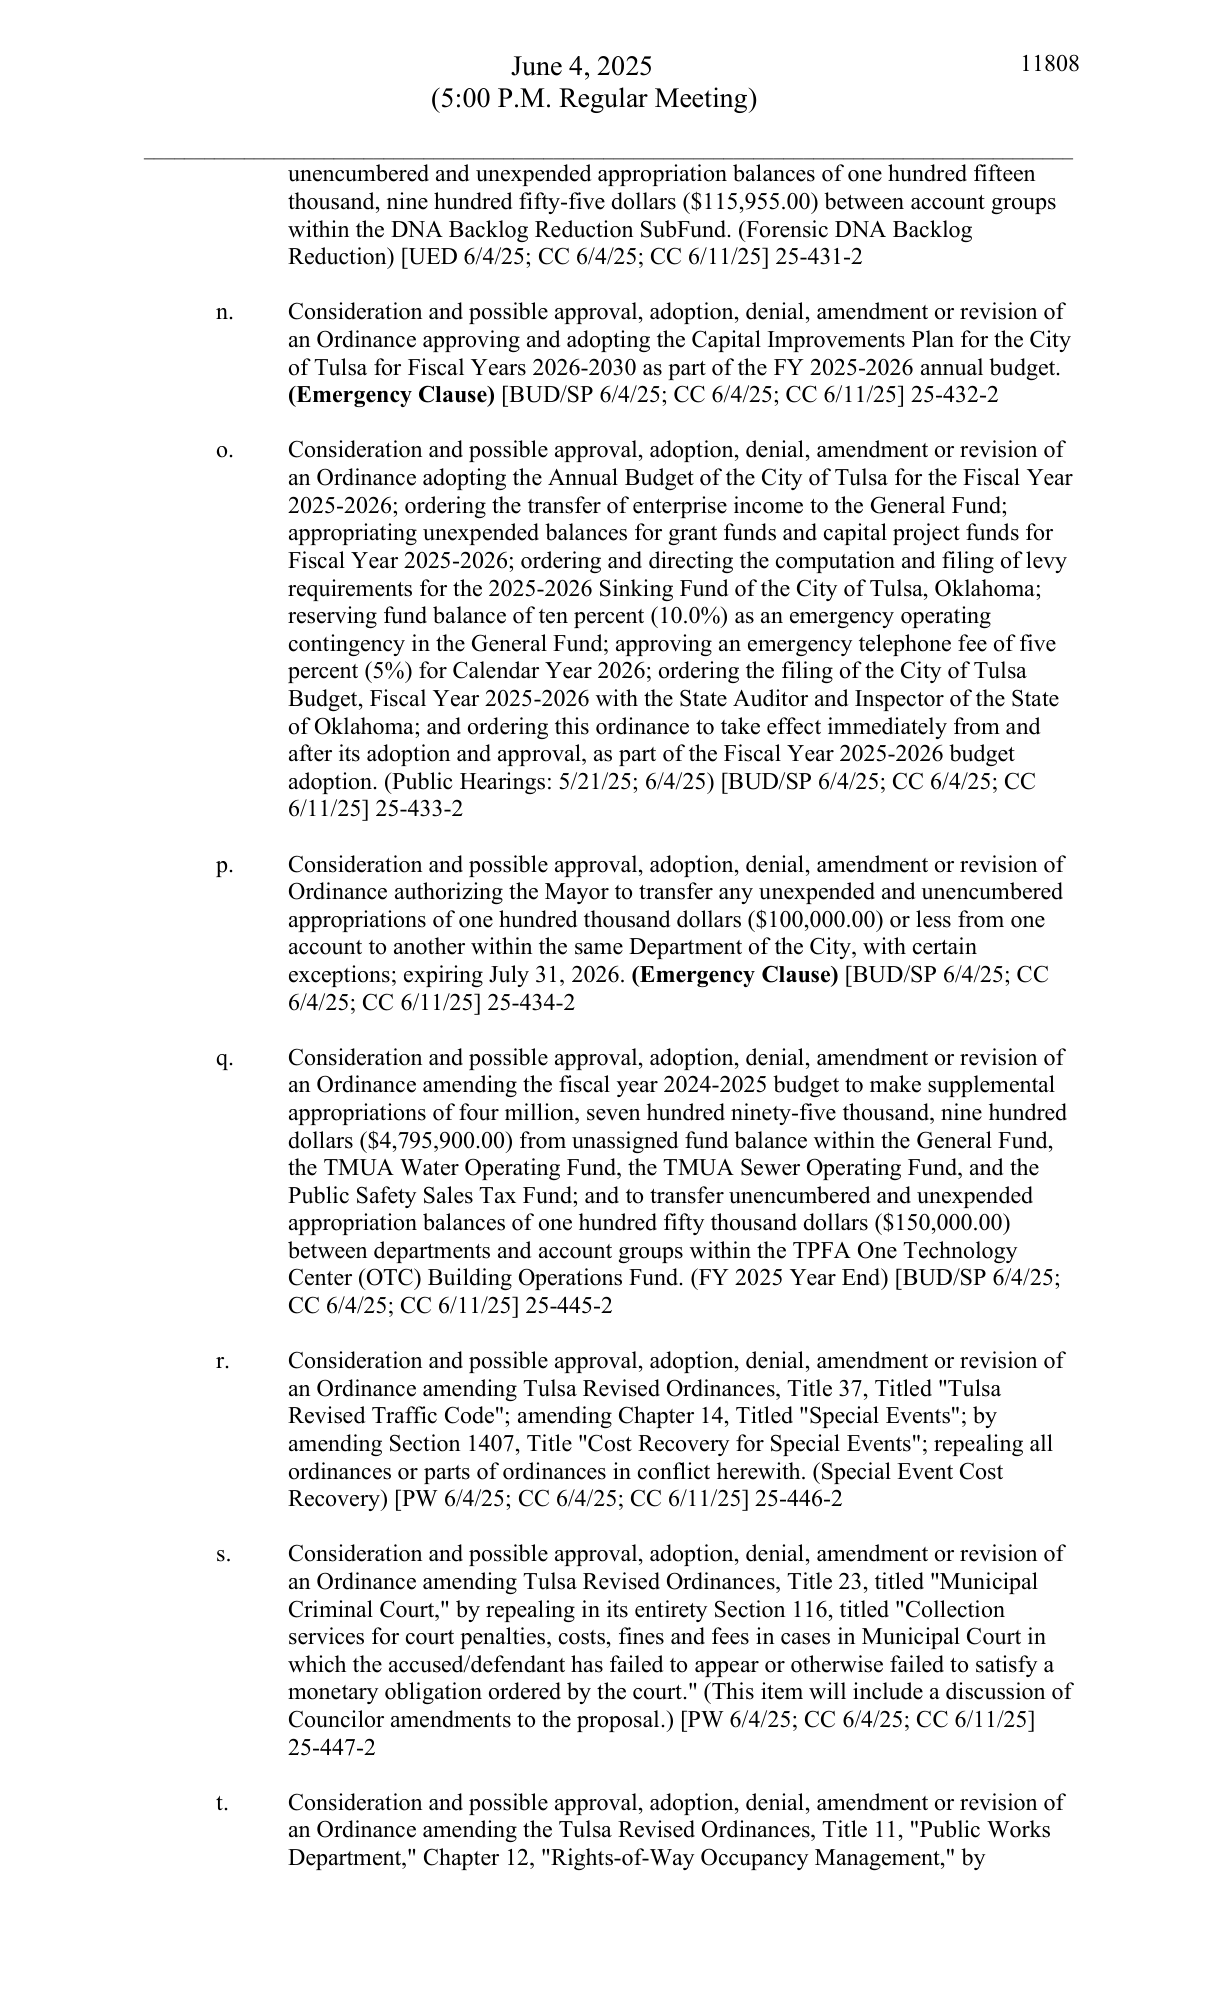 June 4, 2025
11808
(5:00 P.M. Regular Meeting)
unencumbered and unexpended appropriation balances of one hundred fifteen
thousand, nine hundred fifty-five dollars ($115,955.00) between account groups
within the DNA Backlog Reduction SubFund. (Forensic DNA Backlog
Reduction) [UED 6/4/25; CC 6/4/25; CC 6/11/25] 25-431-2
n. Consideration and possible approval, adoption, denial, amendment or revision of
an Ordinance approving and adopting the Capital Improvements Plan for the City
of Tulsa for Fiscal Years 2026-2030 as part of the FY 2025-2026 annual budget.
(Emergency Clause) [BUD/SP 6/4/25; CC 6/4/25; CC 6/11/25] 25-432-2
o. Consideration and possible approval, adoption, denial, amendment or revision of
an Ordinance adopting the Annual Budget of the City of Tulsa for the Fiscal Year
2025-2026; ordering the transfer of enterprise income to the General Fund;
appropriating unexpended balances for grant funds and capital project funds for
Fiscal Year 2025-2026; ordering and directing the computation and filing of levy
requirements for the 2025-2026 Sinking Fund of the City of Tulsa, Oklahoma;
reserving fund balance of ten percent (10.0%) as an emergency operating
contingency in the General Fund; approving an emergency telephone fee of five
percent (5%) for Calendar Year 2026; ordering the filing of the City of Tulsa
Budget, Fiscal Year 2025-2026 with the State Auditor and Inspector of the State
of Oklahoma; and ordering this ordinance to take effect immediately from and
after its adoption and approval, as part of the Fiscal Year 2025-2026 budget
adoption. (Public Hearings: 5/21/25; 6/4/25) [BUD/SP 6/4/25; CC 6/4/25; CC
6/11/25] 25-433-2
p. Consideration and possible approval, adoption, denial, amendment or revision of
Ordinance authorizing the Mayor to transfer any unexpended and unencumbered
appropriations of one hundred thousand dollars ($100,000.00) or less from one
account to another within the same Department of the City, with certain
exceptions; expiring July 31, 2026. (Emergency Clause) [BUD/SP 6/4/25; CC
6/4/25; CC 6/11/25] 25-434-2
q. Consideration and possible approval, adoption, denial, amendment or revision of
an Ordinance amending the fiscal year 2024-2025 budget to make supplemental
appropriations of four million, seven hundred ninety-five thousand, nine hundred
dollars ($4,795,900.00) from unassigned fund balance within the General Fund,
the TMUA Water Operating Fund, the TMUA Sewer Operating Fund, and the
Public Safety Sales Tax Fund; and to transfer unencumbered and unexpended
appropriation balances of one hundred fifty thousand dollars ($150,000.00)
between departments and account groups within the TPFA One Technology
Center (OTC) Building Operations Fund. (FY 2025 Year End) [BUD/SP 6/4/25;
CC 6/4/25; CC 6/11/25] 25-445-2
r. Consideration and possible approval, adoption, denial, amendment or revision of
an Ordinance amending Tulsa Revised Ordinances, Title 37, Titled "Tulsa
Revised Traffic Code"; amending Chapter 14, Titled "Special Events"; by
amending Section 1407, Title "Cost Recovery for Special Events"; repealing all
ordinances or parts of ordinances in conflict herewith. (Special Event Cost
Recovery) [PW 6/4/25; CC 6/4/25; CC 6/11/25] 25-446-2
s. Consideration and possible approval, adoption, denial, amendment or revision of
an Ordinance amending Tulsa Revised Ordinances, Title 23, titled "Municipal
Criminal Court," by repealing in its entirety Section 116, titled "Collection
services for court penalties, costs, fines and fees in cases in Municipal Court in
which the accused/defendant has failed to appear or otherwise failed to satisfy a
monetary obligation ordered by the court." (This item will include a discussion of
Councilor amendments to the proposal.) [PW 6/4/25; CC 6/4/25; CC 6/11/25]
25-447-2
t. Consideration and possible approval, adoption, denial, amendment or revision of
an Ordinance amending the Tulsa Revised Ordinances, Title 11, "Public Works
Department," Chapter 12, "Rights-of-Way Occupancy Management," by